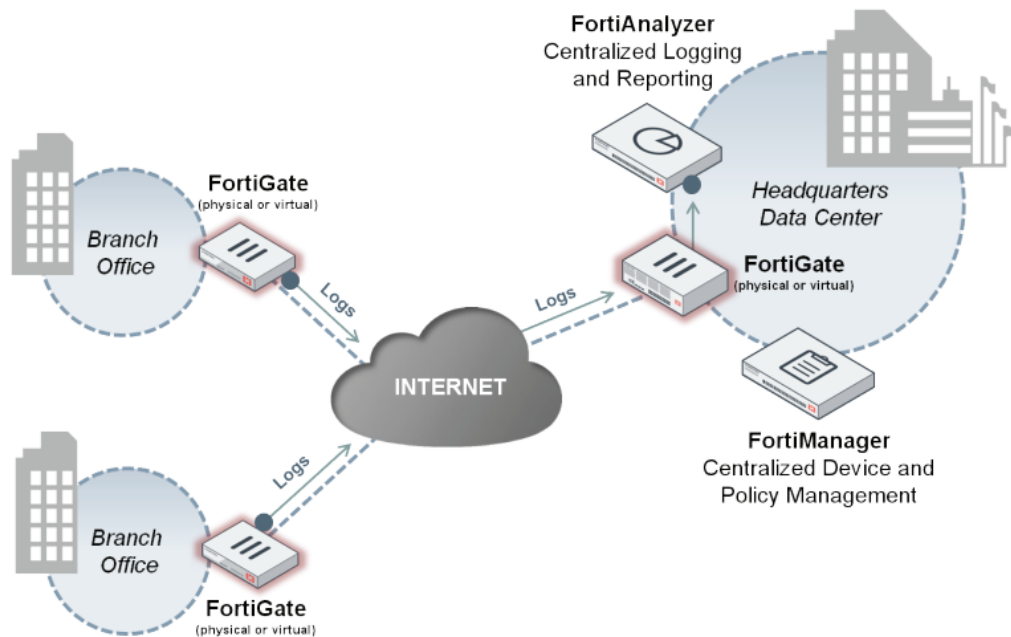 FortiAnalyzer
Centralized Logging
and Reporting
Headquarters
Data Center
FortiGate
(physical or virtual)
Branch
Office
Logs
Logs
FortiGate
(physical or virtual)
INTERNET
FortiManager
Centralized Device and
Policy Management
Logs
Branch
Office
FortiGate
(physical or virtual)